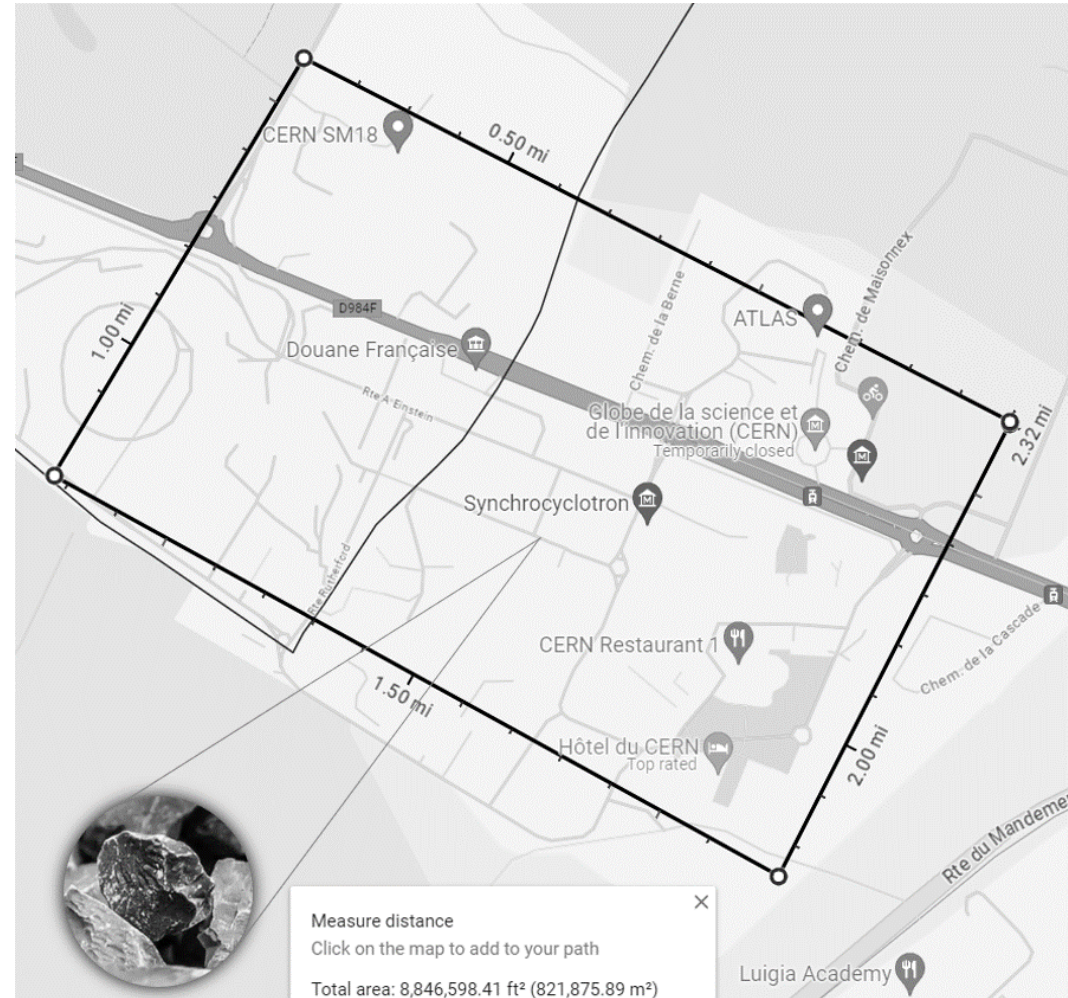 CERN SM18
0.50 mi
1.00 mi
D984F
Douane Française
Rte A. Einstein
Chem. de la Berne
Chem. de Maisonnex
ATLAS
Globe de la science et
de l'innovation (CERN)
Temporarily closed
2.32 mi
Synchrocyclotron
Rte Rutherford
CERN Restaurant 1
Chem. de la Cascade
1.50 mi
Hôtel du CERN
Top rated
2.00 mi
Rte du Mandement
Measure distance
Click on the map to add to your path
Total area: 8,846,598.41 ft² (821,875.89 m²)
Luigia Academy